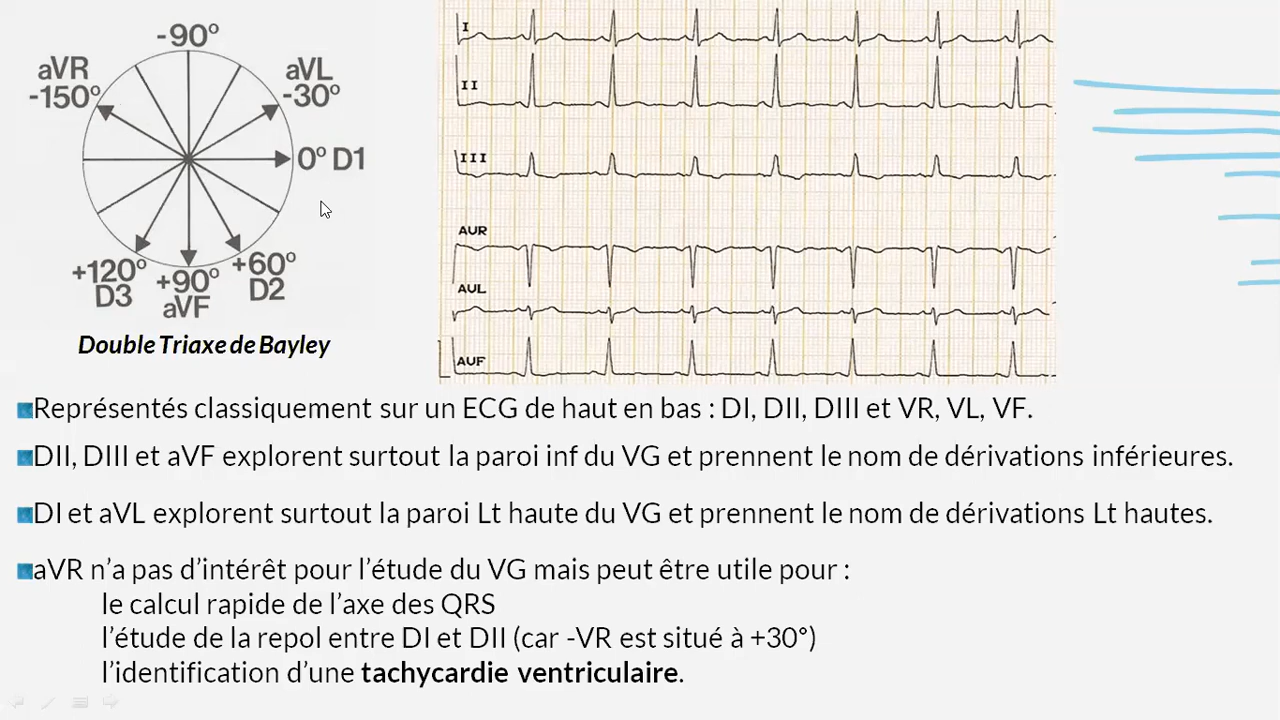 -90°
aVR
-150°
aVL
-30°
0° D1
+120°
D3
+90°
aVF
+60°
D2
Double Triaxe de Bayley
I
II
III
AUR
AUL
AUF
Représentés classiquement sur un ECG de haut en bas : DI, DII, DIII et VR, VL, VF.
DII, DIII et aVF explorent surtout la paroi inf du VG et prennent le nom de dérivations inférieures.
DI et aVL explorent surtout la paroi Lt haute du VG et prennent le nom de dérivations Lt hautes.
aVR n’a pas d’intérêt pour l’étude du VG mais peut être utile pour :
le calcul rapide de l’axe des QRS
l’étude de la repol entre DI et DII (car -VR est situé à +30°)
l’identification d’une tachycardie ventriculaire.